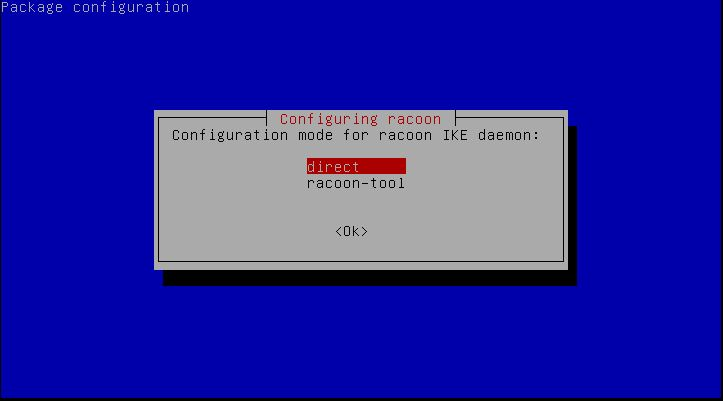 Package configuration
Configuring racoon
Configuration mode for racoon IKE daemon:
direct
racoon-tool
<Ok>